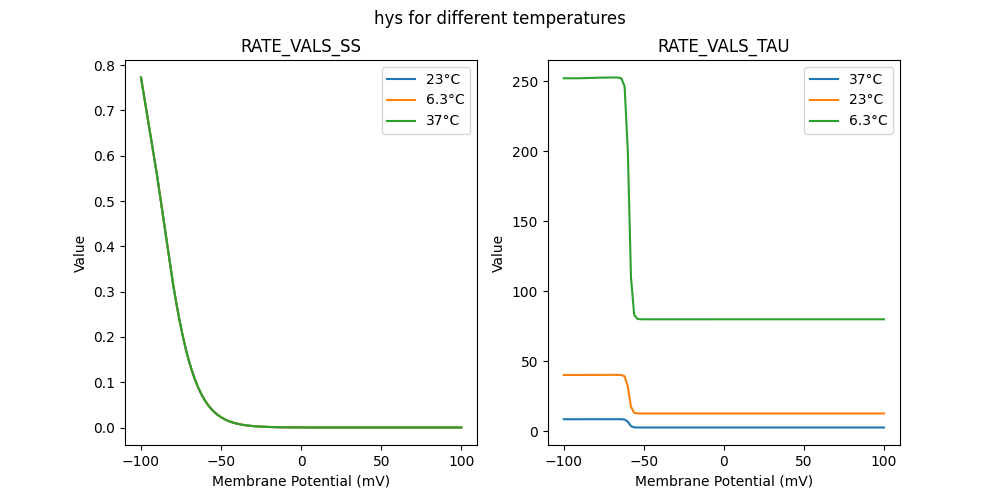 hys for different temperatures
RATE_VALS_SS
Value
0.8
0.7
0.6
0.5
0.4
0.3
0.2
0.1
0.0
23°C
6.3°C
37°C
−100
−50
0
50
100
Membrane Potential (mV)
RATE_VALS_TAU
Value
250
200
150
100
50
0
37°C
23°C
6.3°C
−100
−50
0
50
100
Membrane Potential (mV)